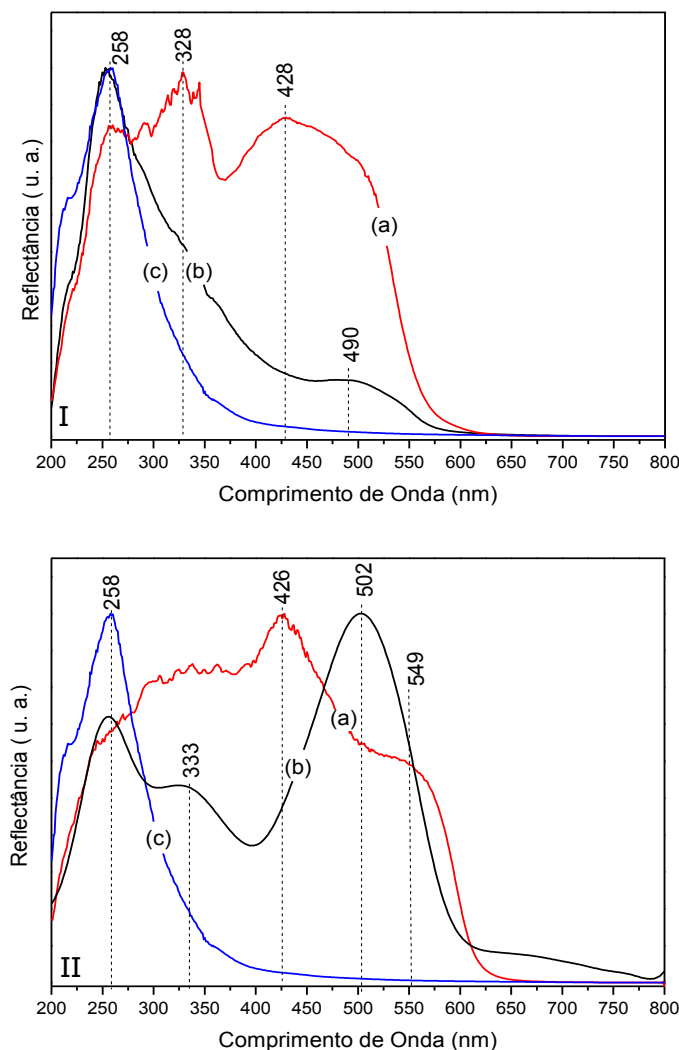 258
328
428
490
(a)
(b)
(c)
I
Reflectância ( u. a.)
200 250 300 350 400 450 500 550 600 650 700 750 800
Comprimento de Onda (nm)
258
333
426
502
549
(a)
(b)
(c)
II
Reflectância ( u. a.)
200 250 300 350 400 450 500 550 600 650 700 750 800
Comprimento de Onda (nm)